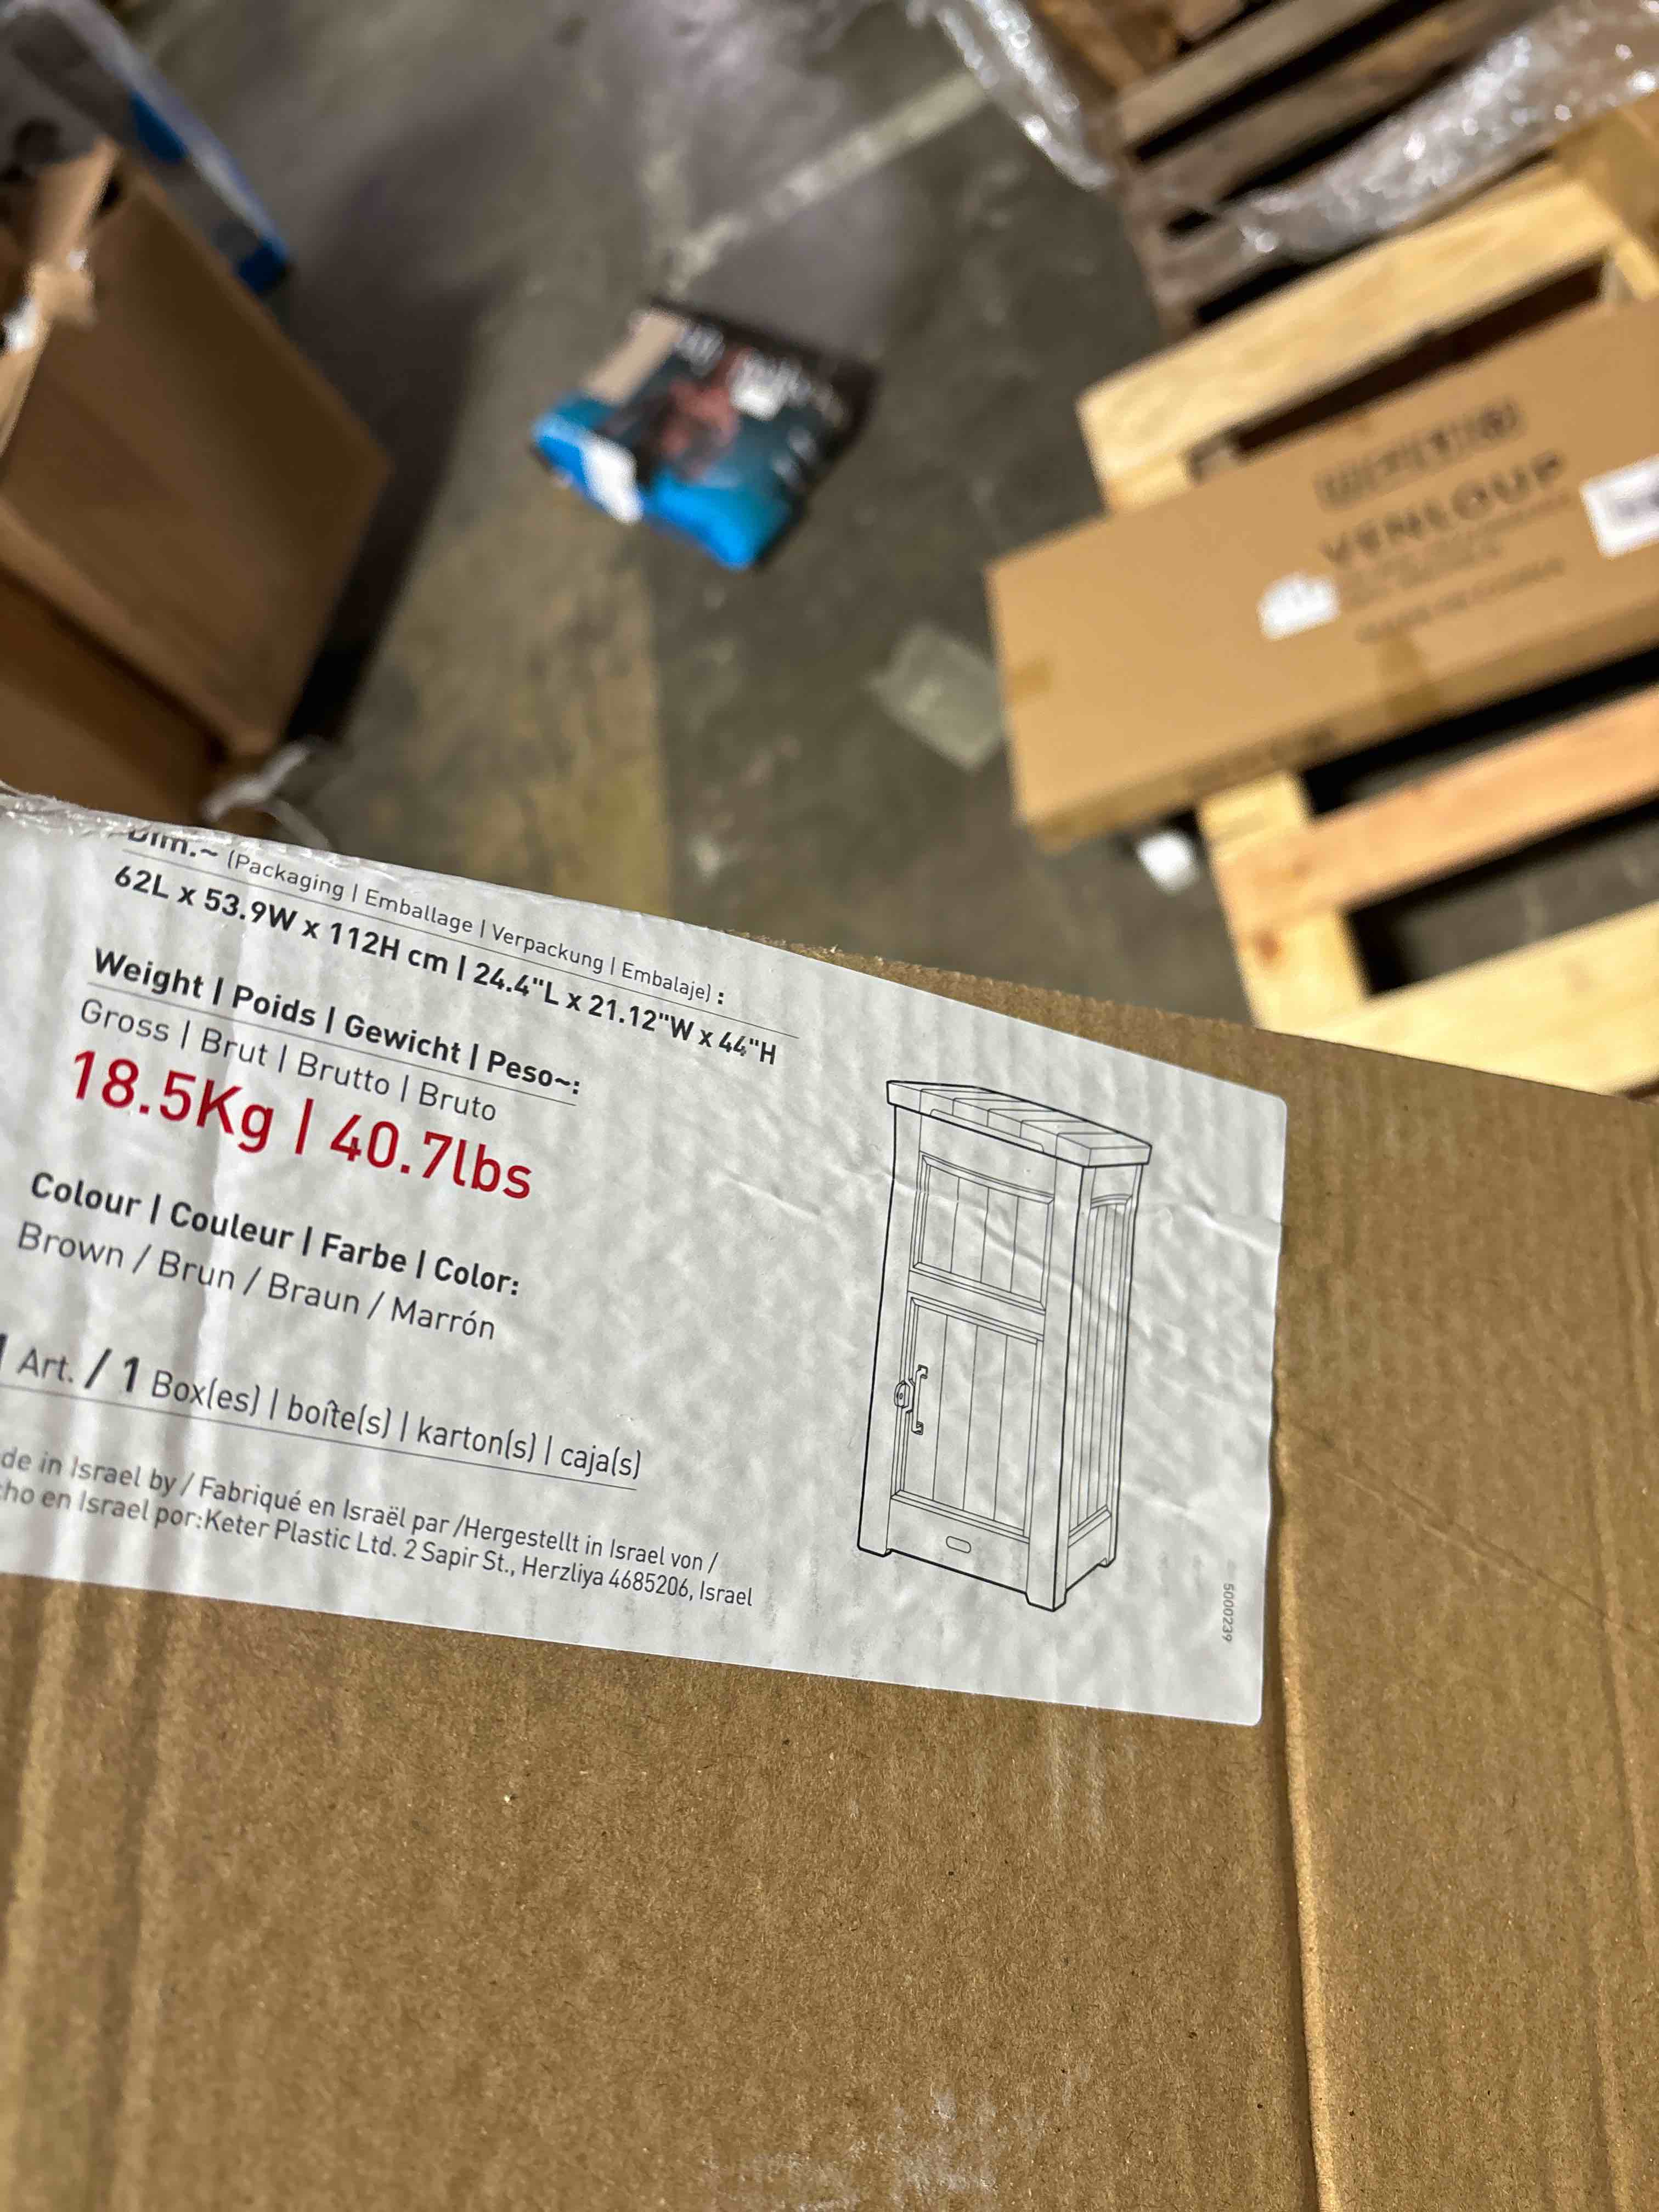 VENLOUP
Dim.~ (Packaging | Emballage | Verpackung | Embalaje) :
62L x 53.9W x 112H cm | 24.4"L x 21.12"W x 44"H
Weight | Poids | Gewicht | Peso~:
Gross | Brut | Brutto | Bruto
18.5Kg | 40.7lbs
Colour | Couleur | Farbe | Color:
Brown / Brun / Braun / Marrón
Art. / 1 Box(es) | boîte(s) | karton(s) | caja(s)
de in Israel by / Fabriqué en Israël par /Hergestellt in Israel von /
cho en Israel por:Keter Plastic Ltd. 2 Sapir St., Herzliya 4685206, Israel
5000239